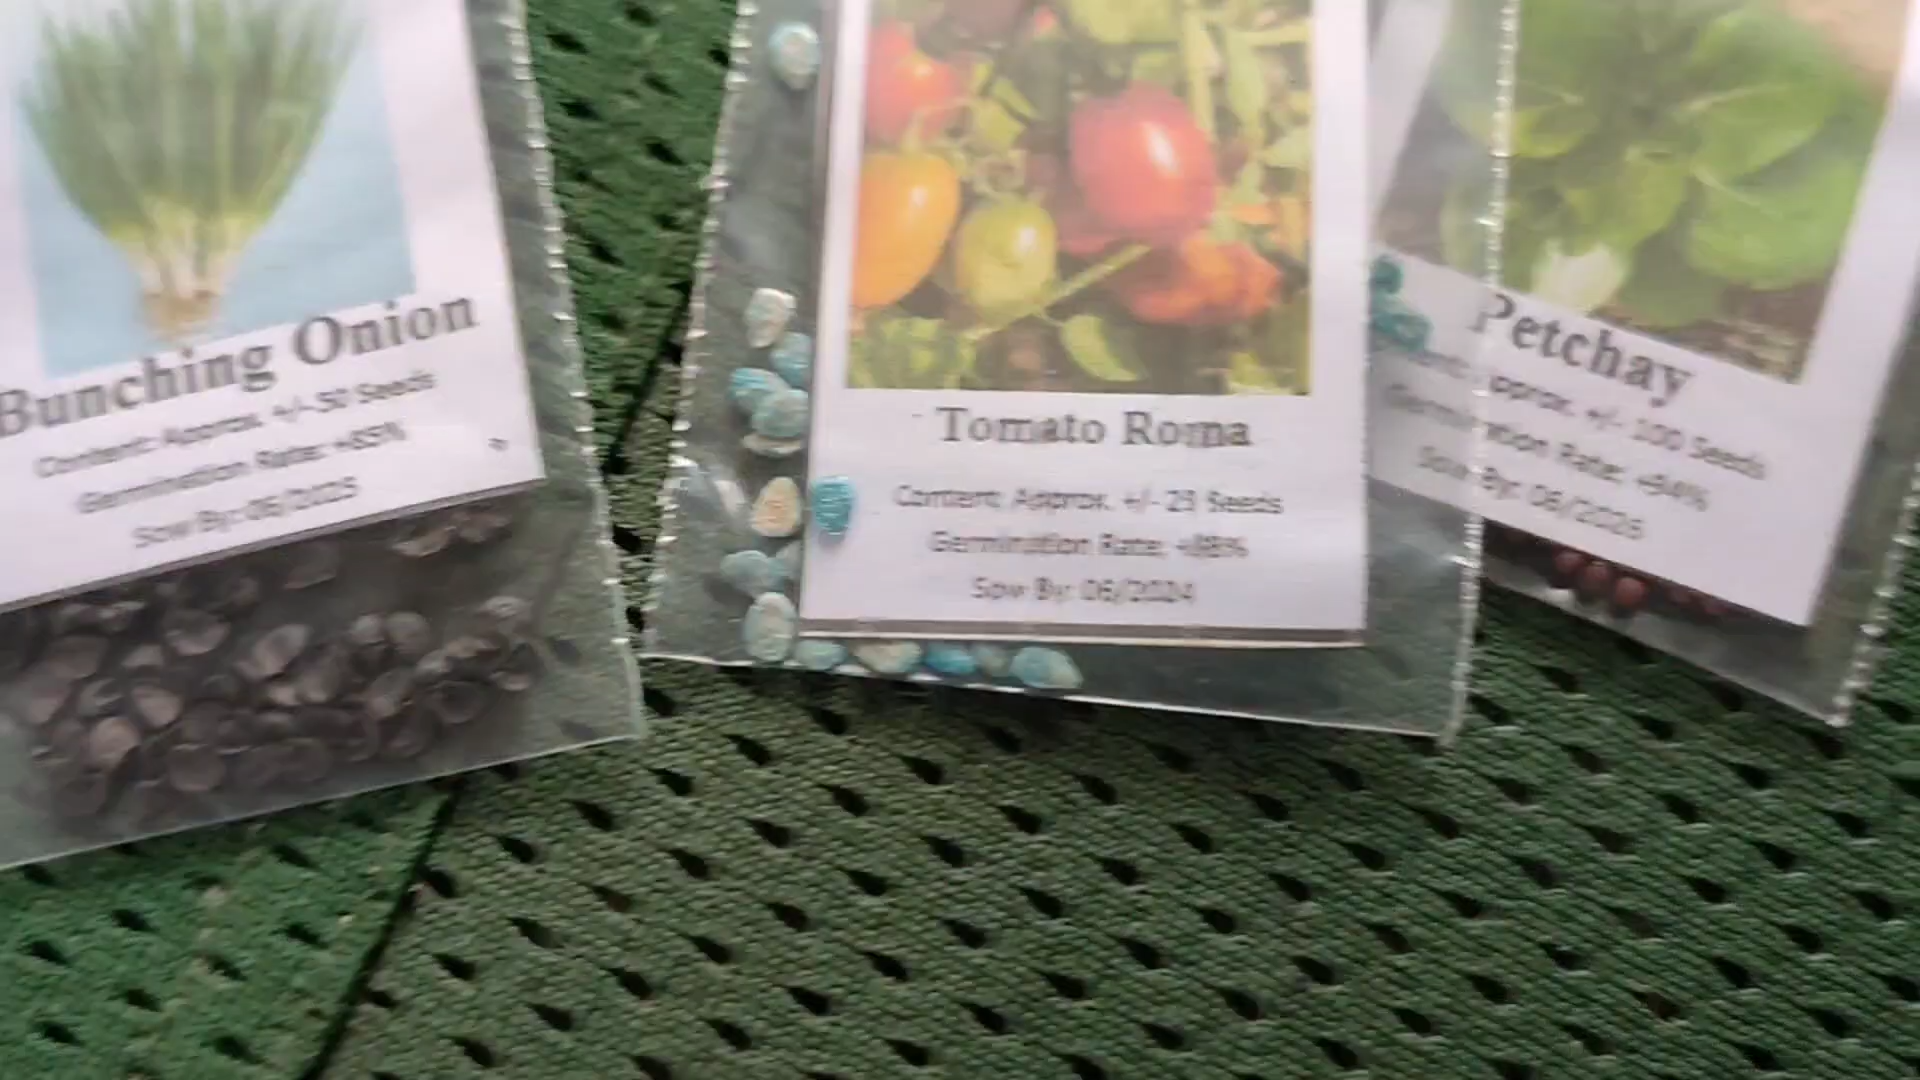 Bunching Onion
Content: Approx. +/- 50 Seeds
Germination Rate: +85%
Sow By: 06/2025
Tomato Roma
Content: Approx. +/- 25 Seeds
Germination Rate: +88%
Sow By: 06/2024
Petchay
Approx. +/- 100 Seeds
Germination Rate: +94%
Sow By: 06/2025